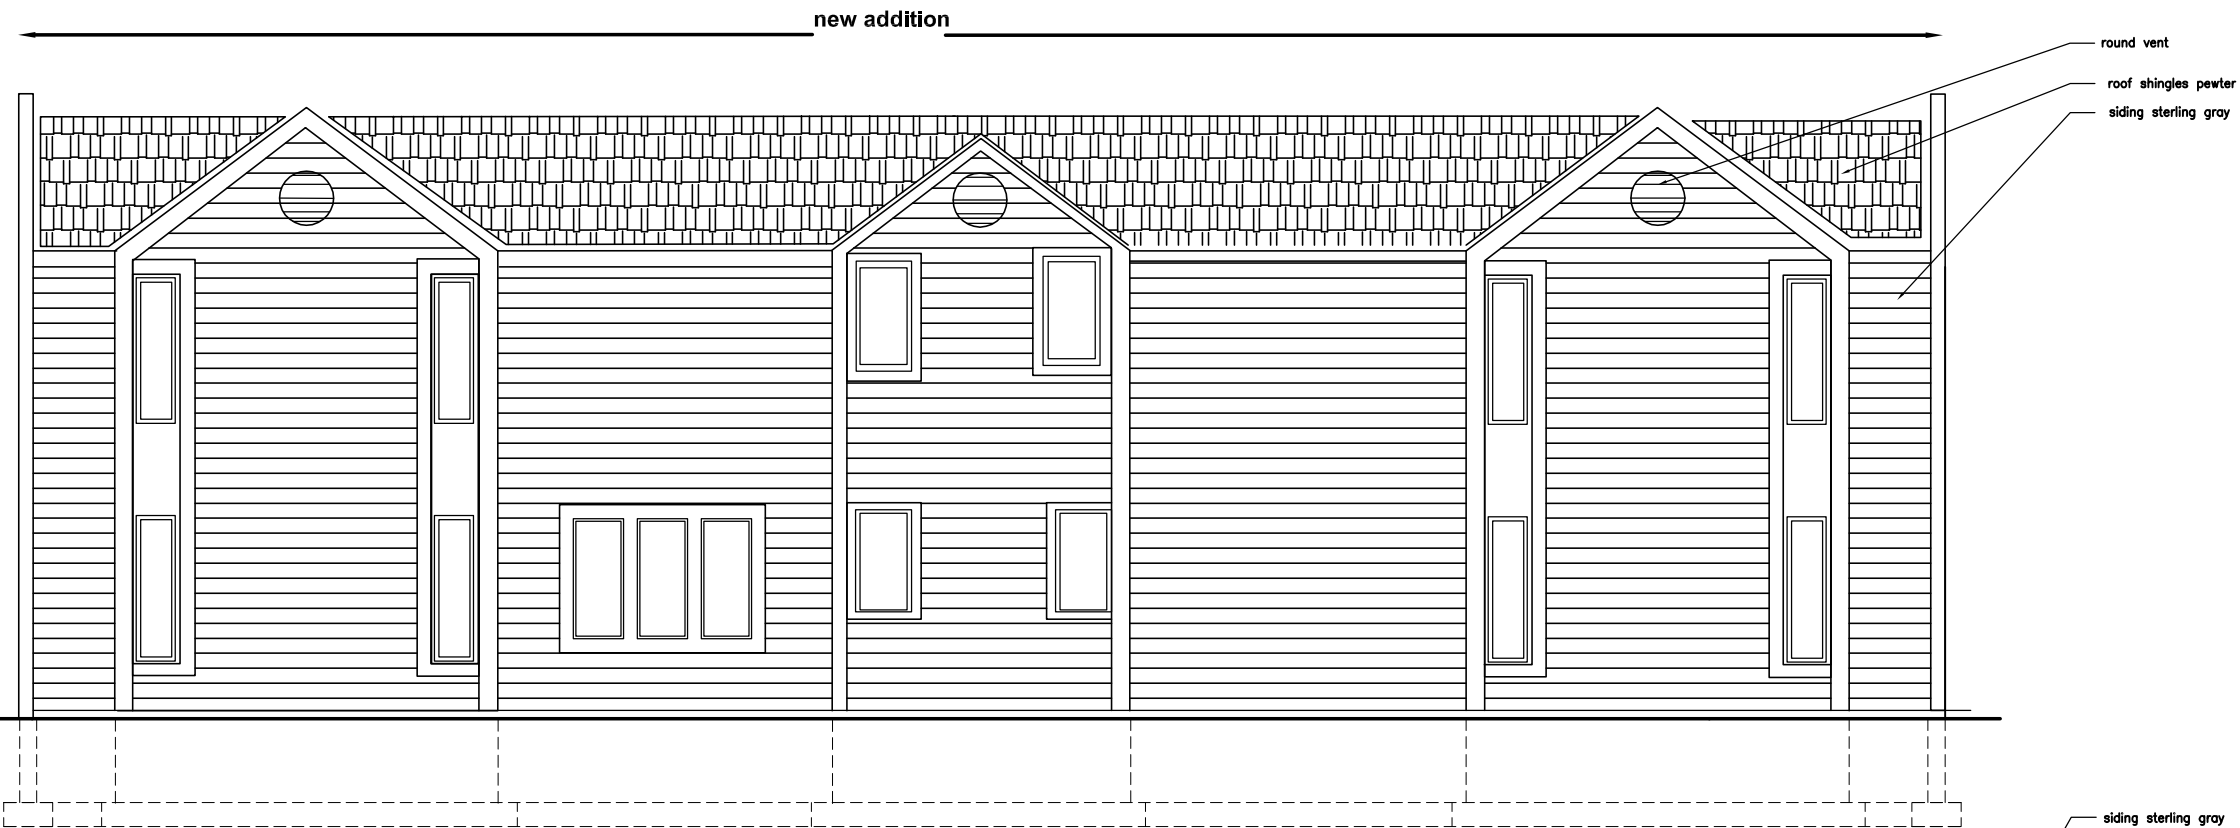 new addition
round vent
roof shingles pewter
siding sterling gray
siding sterling gray